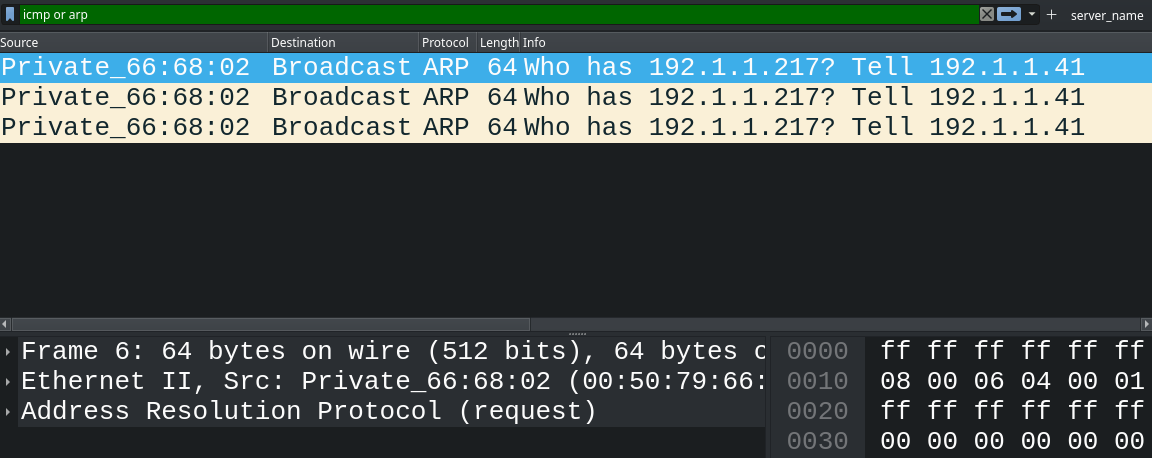 icmp or arp server_name
Source Destination Protocol Length Info
Private_66:68:02 Broadcast ARP 64 Who has 192.1.1.217? Tell 192.1.1.41
Private_66:68:02 Broadcast ARP 64 Who has 192.1.1.217? Tell 192.1.1.41
Private_66:68:02 Broadcast ARP 64 Who has 192.1.1.217? Tell 192.1.1.41
Frame 6: 64 bytes on wire (512 bits), 64 bytes 0000 ff ff ff ff ff ff
Ethernet II, Src: Private_66:68:02 (00:50:79:66: 0010 08 00 06 04 00 01
Address Resolution Protocol (request) 0020 ff ff ff ff ff ff
0030 00 00 00 00 00 00